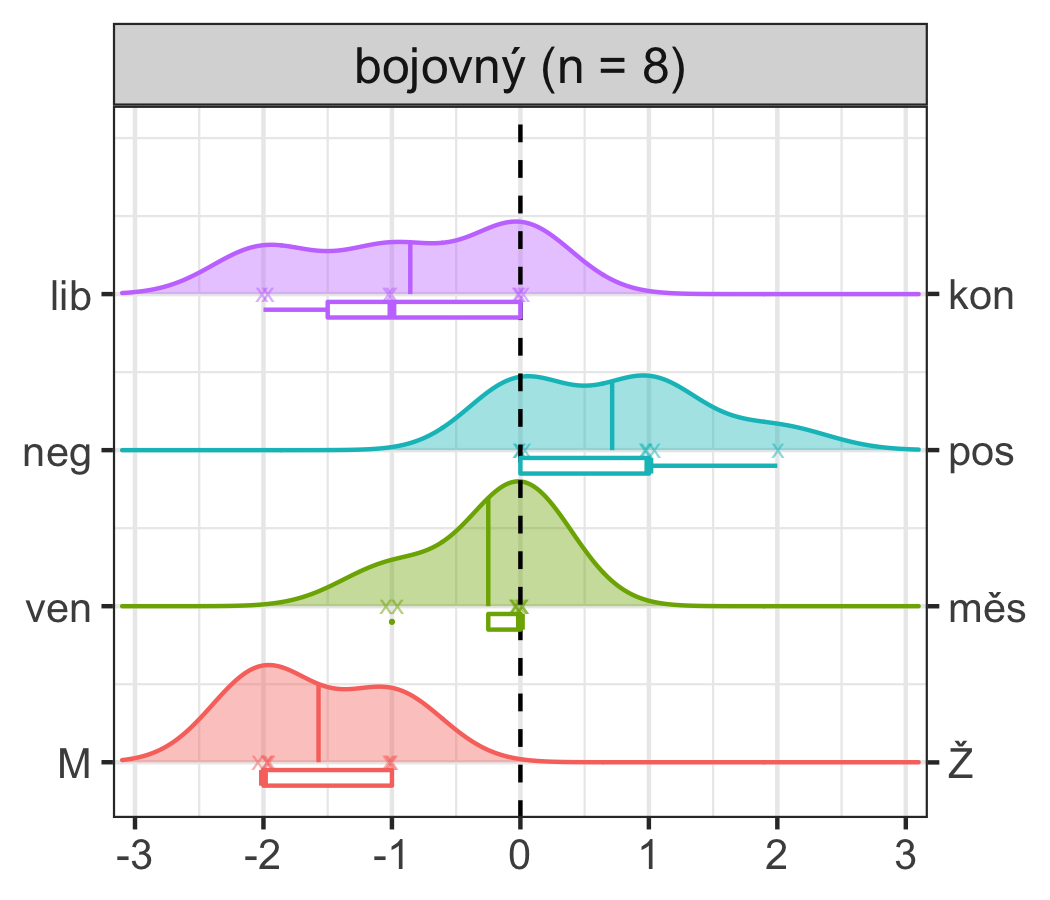 bojovný (n = 8)
lib kon
neg pos
ven měs
M Ž
-3 -2 -1 0 1 2 3